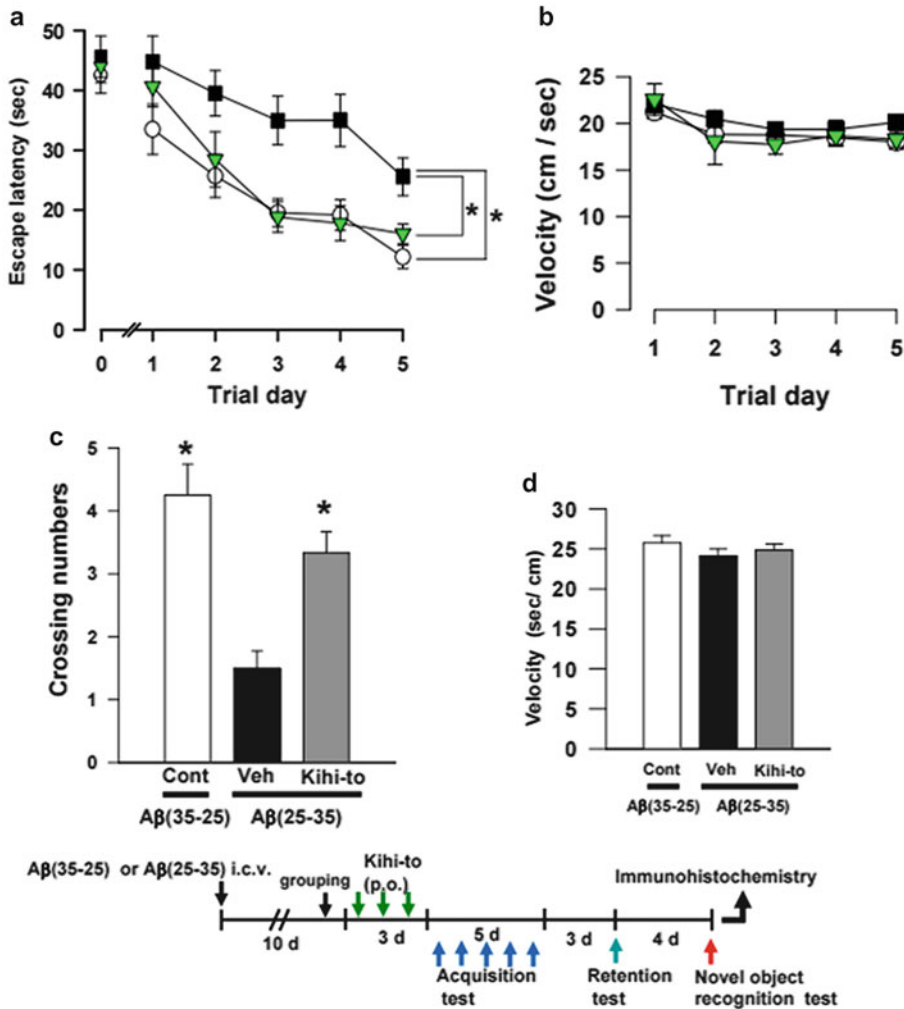 a
Escape latency (sec)
50
40
30
20
10
0
0 1 2 3 4 5
Trial day
*
*
b
Velocity (cm / sec)
25
20
15
10
5
0
1 2 3 4 5
Trial day
c
Crossing numbers
5
4
3
2
1
0
*
*
Cont Veh Kihi-to
Aβ(35-25) Aβ(25-35)
d
Velocity (sec/ cm)
30
25
20
15
10
5
0
Cont Veh Kihi-to
Aβ(35-25) Aβ(25-35)
Aβ(35-25) or Aβ(25-35) i.c.v.
grouping
Kihi-to
(p.o.)
Immunohistochemistry
10 d 3 d 5 d 3 d 4 d
Acquisition
test
Retention
test
Novel object
recognition test